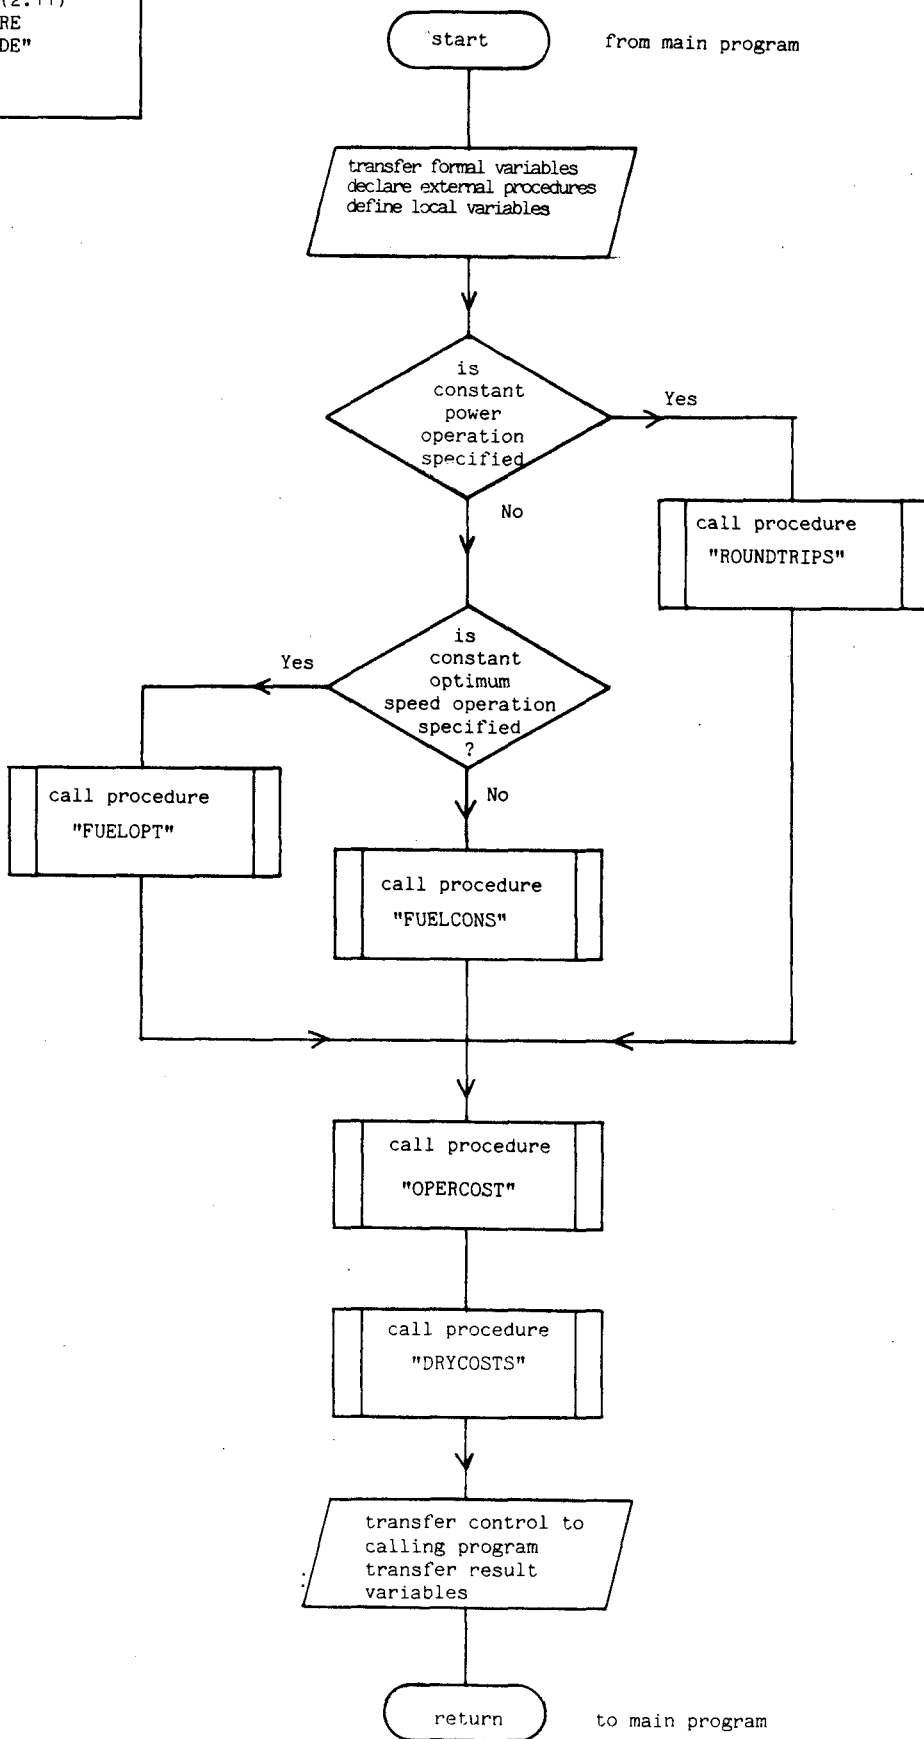 (2.11)
RE
DE"
start
from main program
transfer formal variables
declare external procedures
define local variables
is
constant
power
operation
specified
Yes
No
call procedure
"ROUNDTRIPS"
is
constant
optimum
speed operation
specified
?
Yes
No
call procedure
"FUELOPT"
call procedure
"FUELCONS"
call procedure
"OPERCOST"
call procedure
"DRYCOSTS"
transfer control to
calling program
transfer result
variables
return
to main program